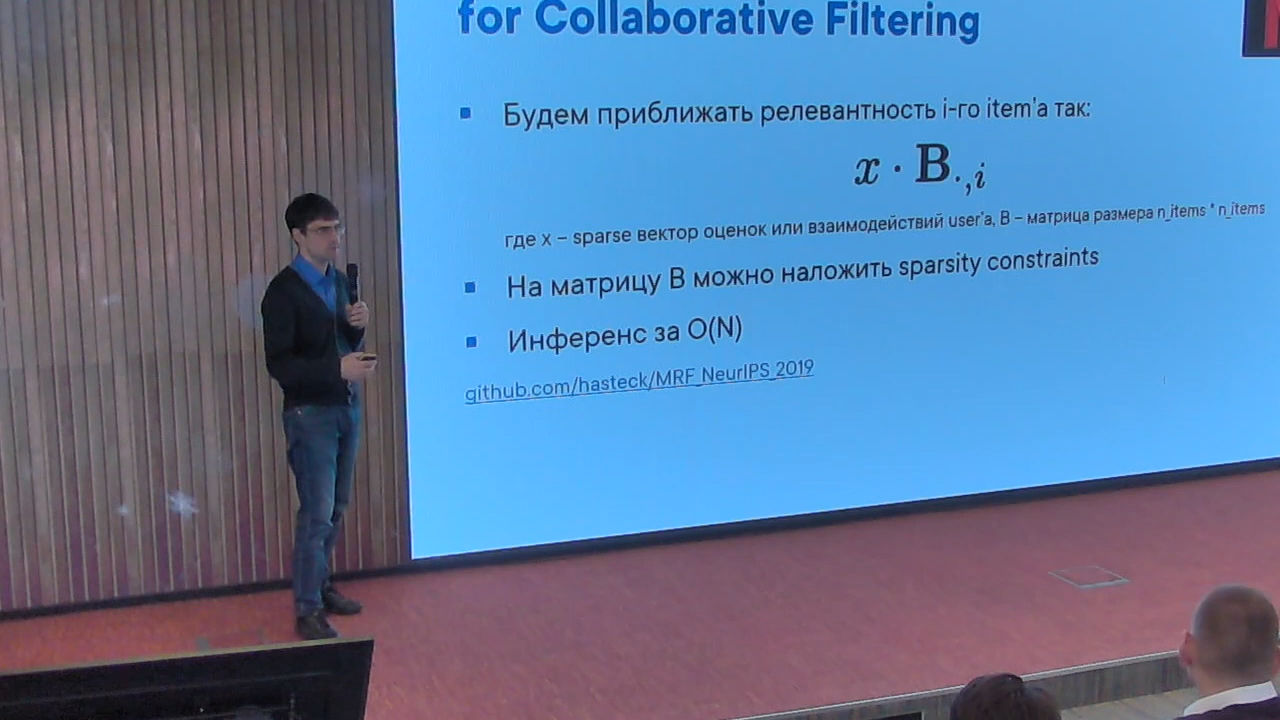 for Collaborative Filtering
Будем приближать релевантность i-го item'a так:
x · B.,i
где x – sparse вектор оценок или взаимодействий user'a, B – матрица размера n_items * n_items
На матрицу B можно наложить sparsity constraints
Инференс за O(N)
github.com/hasteck/MRF_NeurIPS_2019